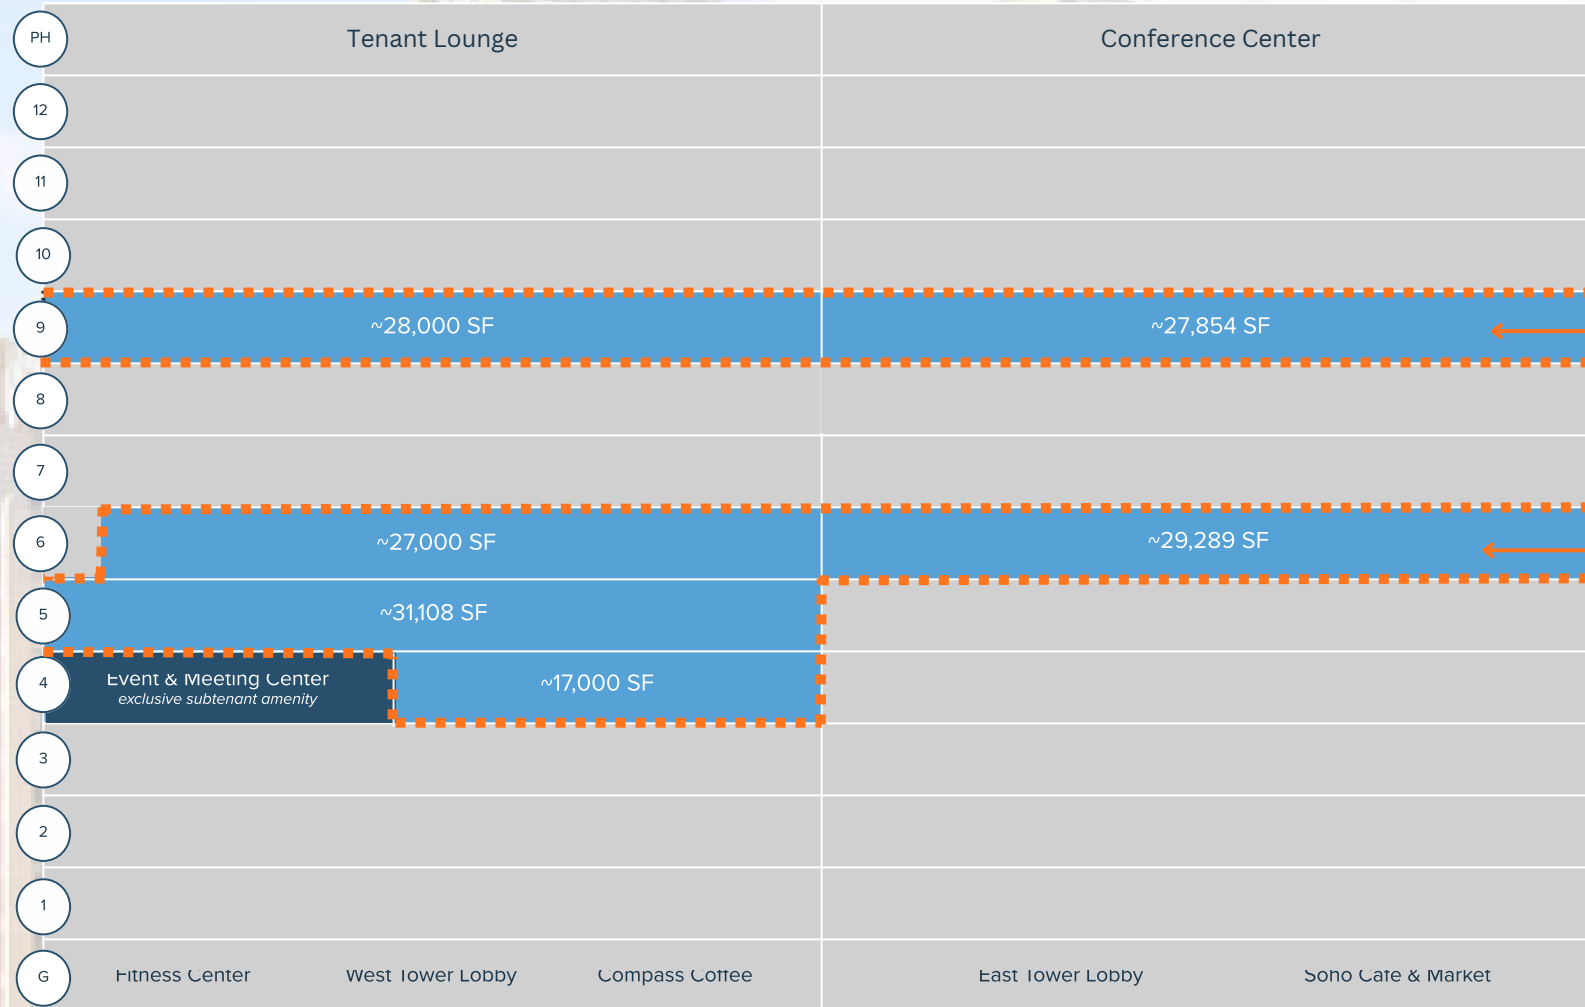 PH
Tenant Lounge
Conference Center
12
11
10
9
~28,000 SF
~27,854 SF
8
7
6
~27,000 SF
~29,289 SF
5
~31,108 SF
4
Event & Meeting Center
exclusive subtenant amenity
~17,000 SF
3
2
1
G
Fitness Center
West Tower Lobby
Compass Coffee
East Tower Lobby
Soho Cafe & Market